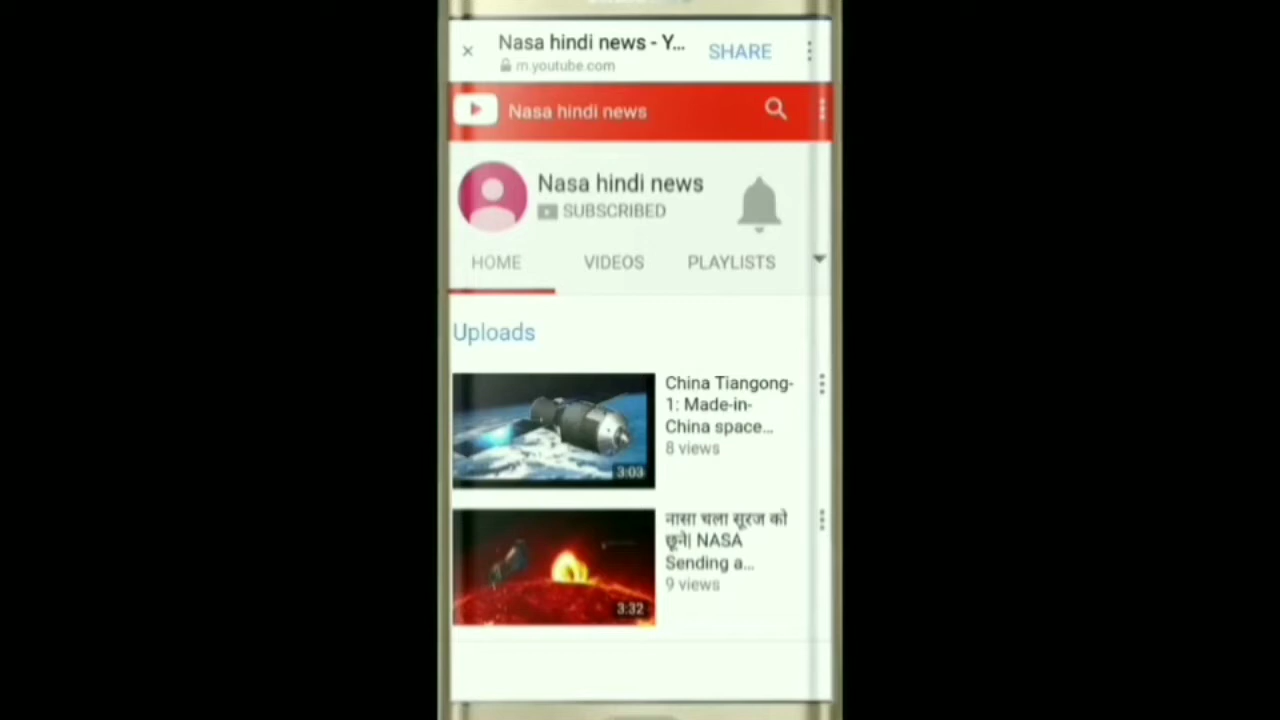 Nasa hindi news - Y...
m.youtube.com
SHARE
Nasa hindi news
Nasa hindi news
SUBSCRIBED
HOME
VIDEOS
PLAYLISTS
Uploads
China Tiangong-
1: Made-in-
China space...
8 views
3:03
नासा चला सूरज को
छूने| NASA
Sending a...
9 views
3:32